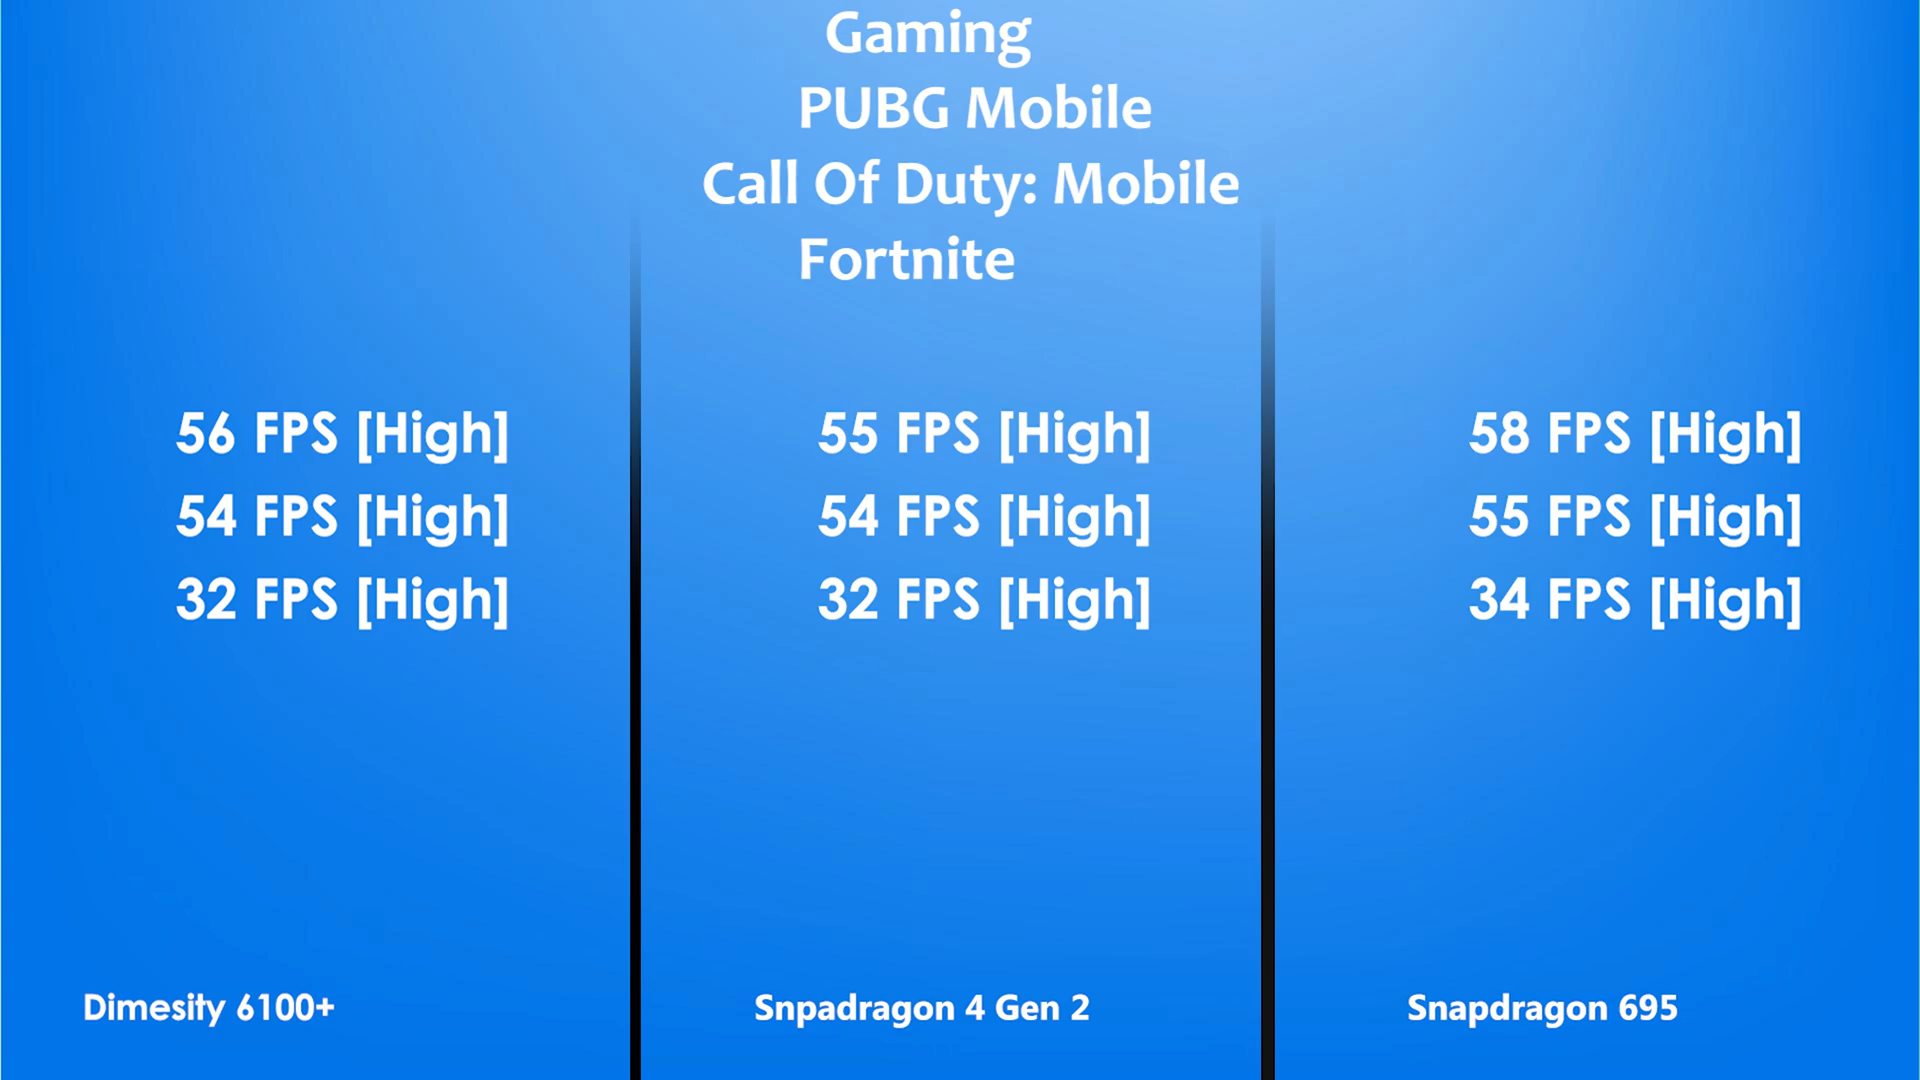 Gaming
PUBG Mobile
Call Of Duty: Mobile
Fortnite
56 FPS [High]
54 FPS [High]
32 FPS [High]
55 FPS [High]
54 FPS [High]
32 FPS [High]
58 FPS [High]
55 FPS [High]
34 FPS [High]
Dimesity 6100+
Snpadragon 4 Gen 2
Snapdragon 695